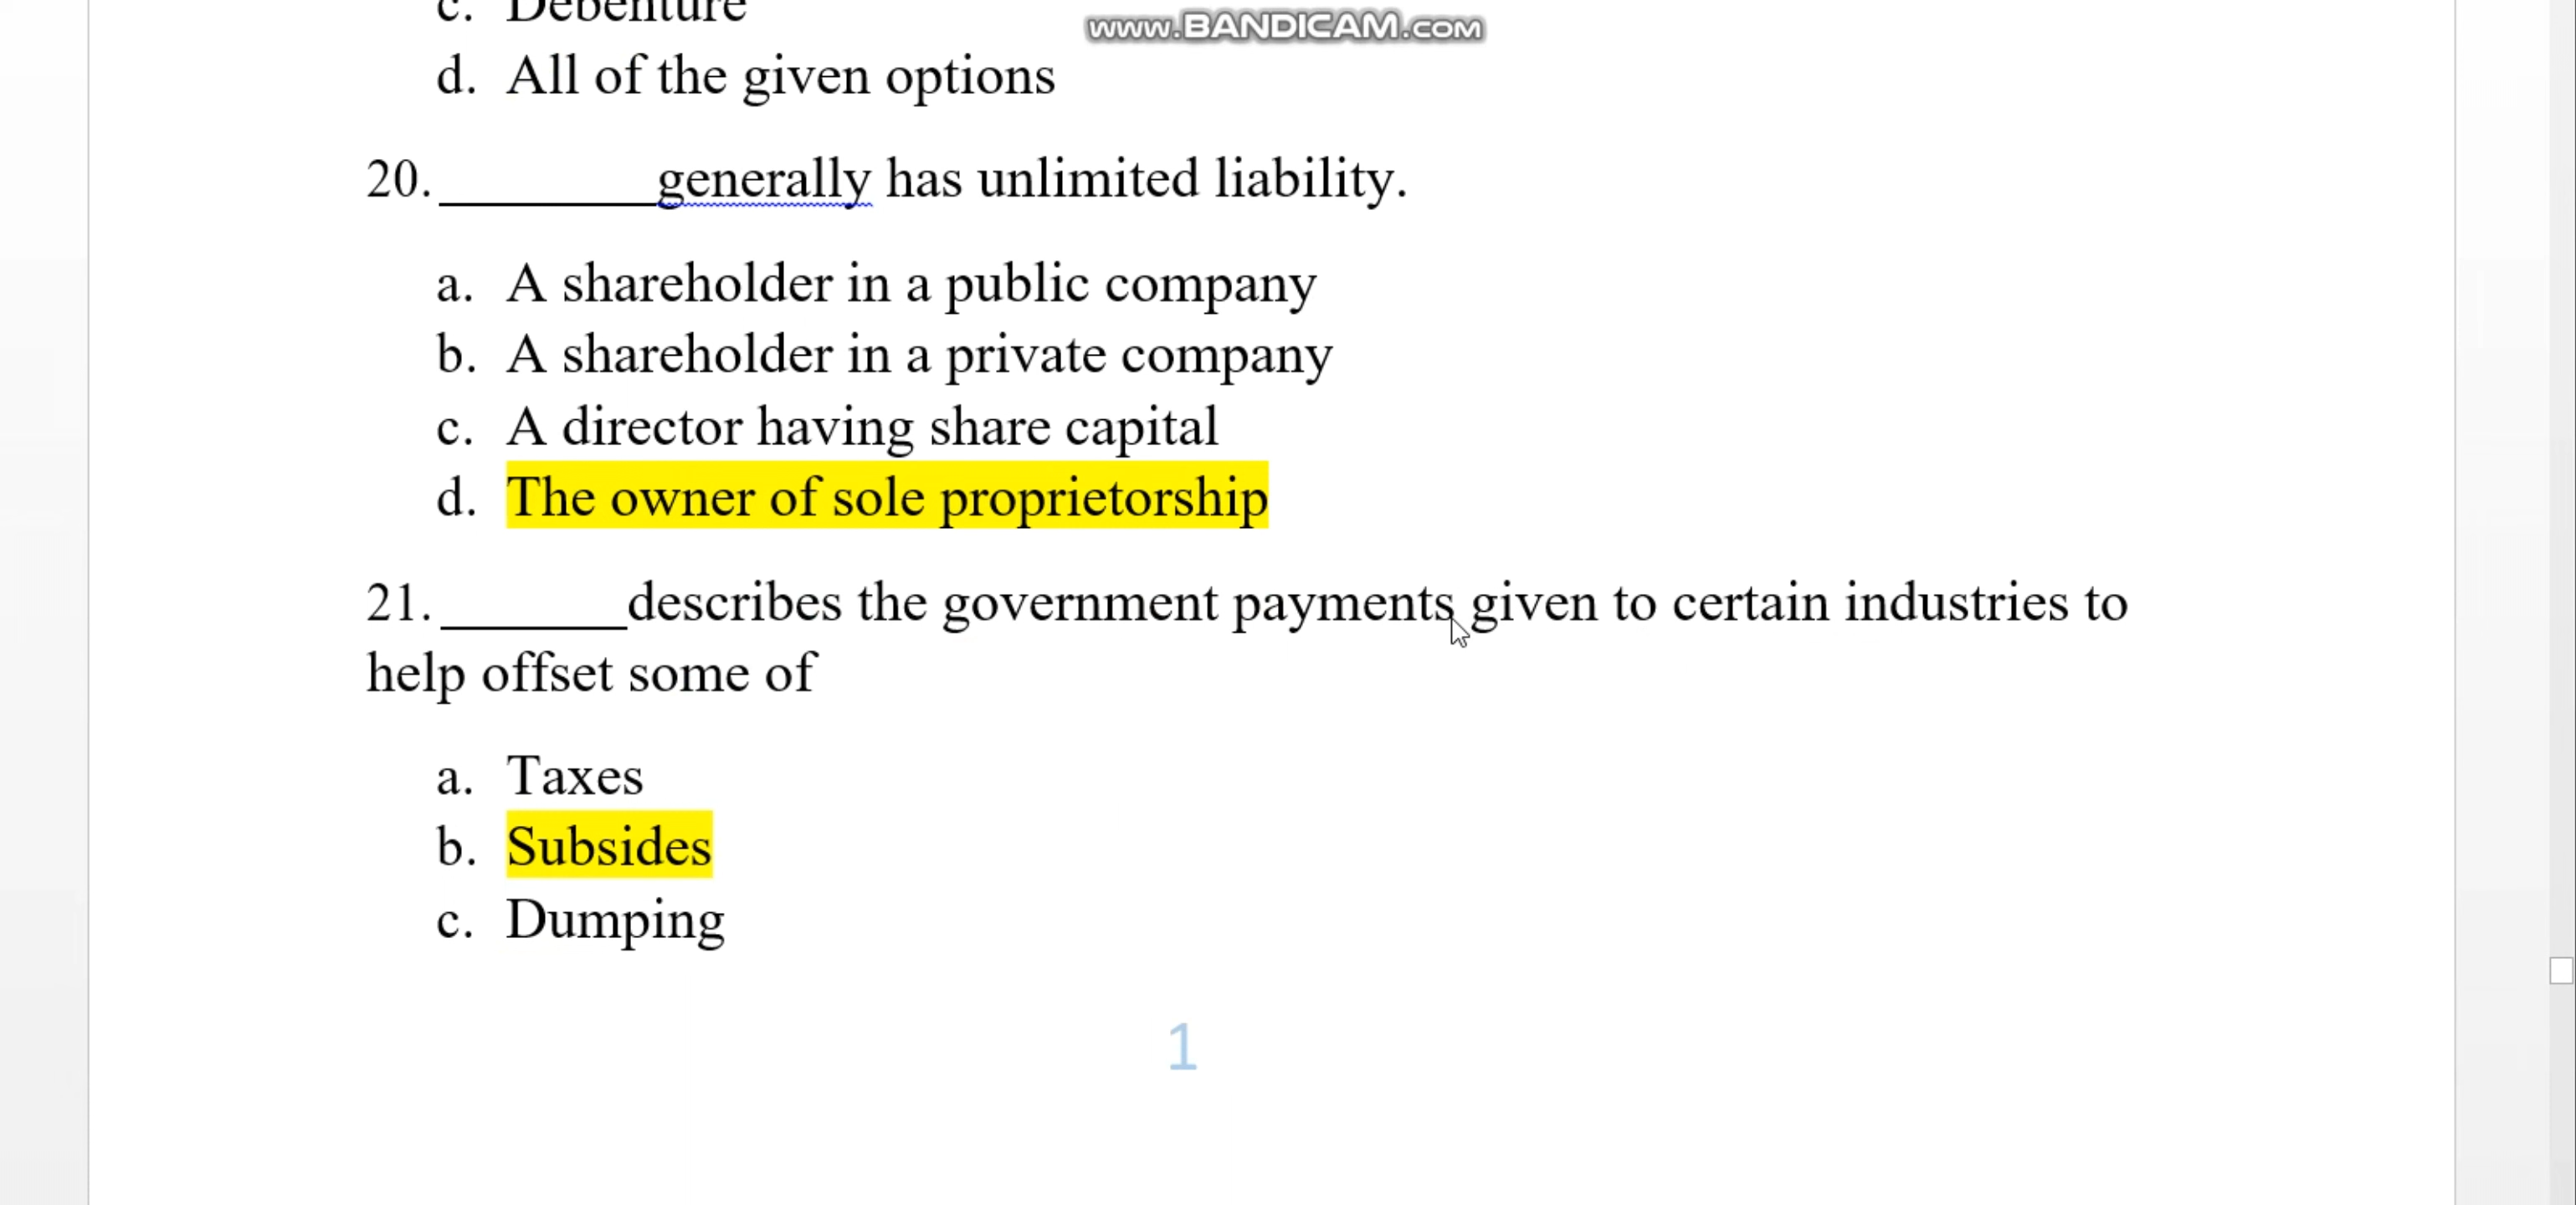 c. Debenture
www.BANDICAM.com
d. All of the given options
20.________generally has unlimited liability.
a. A shareholder in a public company
b. A shareholder in a private company
c. A director having share capital
d. The owner of sole proprietorship
21._______describes the government payments given to certain industries to
help offset some of
a. Taxes
b. Subsides
c. Dumping
1